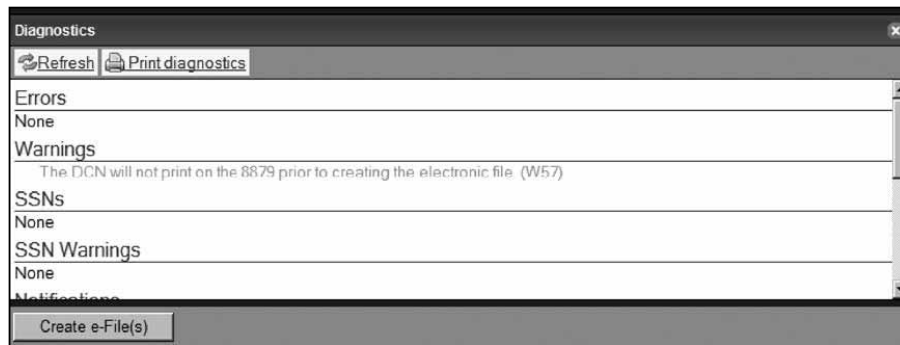 Diagnostics
Refresh Print diagnostics
Errors
None
Warnings
The DCN will not print on the 8879 prior to creating the electronic file. (W57)
SSNs
None
SSN Warnings
None
Notifications
Create e-File(s)